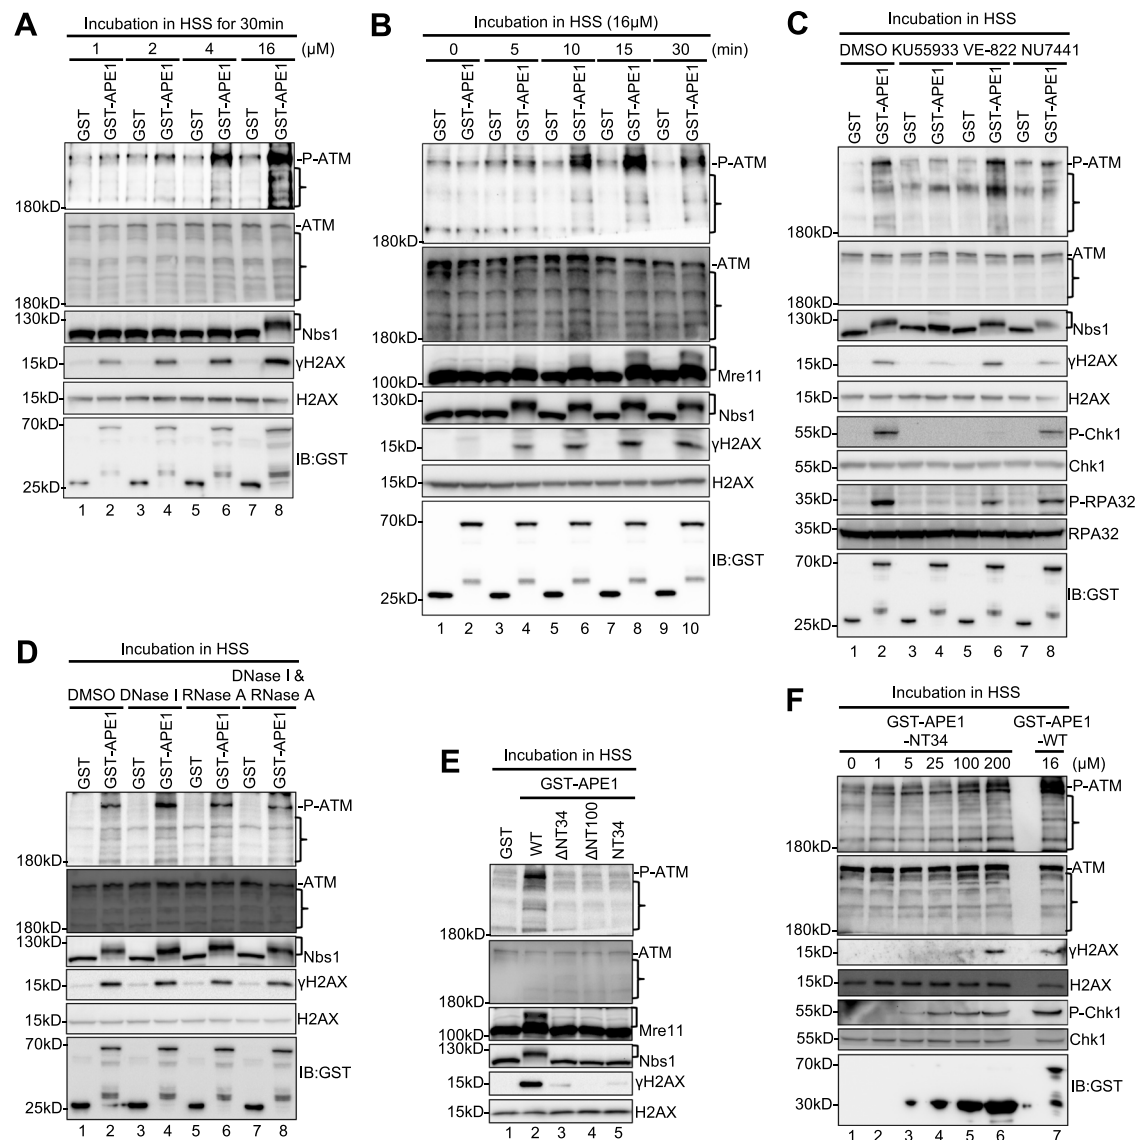 A
Incubation in HSS for 30min
1 2 4 16 (μM)
GST GST-APE1 GST GST-APE1 GST GST-APE1 GST GST-APE1
P-ATM
180kD
ATM
180kD
130kD
Nbs1
15kD γH2AX
15kD H2AX
70kD
IB:GST
25kD
1 2 3 4 5 6 7 8
B
Incubation in HSS (16μM)
0 5 10 15 30 (min)
GST GST-APE1 GST GST-APE1 GST GST-APE1 GST GST-APE1 GST GST-APE1
P-ATM
180kD
ATM
180kD
Mre11
100kD
130kD
Nbs1
15kD γH2AX
15kD H2AX
70kD
IB:GST
25kD
1 2 3 4 5 6 7 8 9 10
C
Incubation in HSS
DMSO KU55933 VE-822 NU7441
GST GST-APE1 GST GST-APE1 GST GST-APE1 GST GST-APE1
P-ATM
180kD
ATM
180kD
130kD
Nbs1
15kD γH2AX
15kD H2AX
55kD P-Chk1
55kD Chk1
35kD P-RPA32
35kD RPA32
70kD
IB:GST
25kD
1 2 3 4 5 6 7 8
D
Incubation in HSS
DNase I &
DMSO DNase I RNase A RNase A
GST GST-APE1 GST GST-APE1 GST GST-APE1 GST GST-APE1
P-ATM
180kD
ATM
180kD
130kD
Nbs1
15kD γH2AX
15kD H2AX
70kD
IB:GST
25kD
1 2 3 4 5 6 7 8
E
Incubation in HSS
GST-APE1
GST WT ΔNT34 ΔNT100 NT34
P-ATM
180kD
ATM
180kD
Mre11
100kD
130kD
Nbs1
15kD γH2AX
15kD H2AX
1 2 3 4 5
F
Incubation in HSS
GST-APE1 GST-APE1
-NT34 -WT
0 1 5 25 100 200 16 (μM)
P-ATM
180kD
ATM
180kD
15kD γH2AX
15kD H2AX
55kD P-Chk1
55kD Chk1
70kD
IB:GST
30kD
1 2 3 4 5 6 7